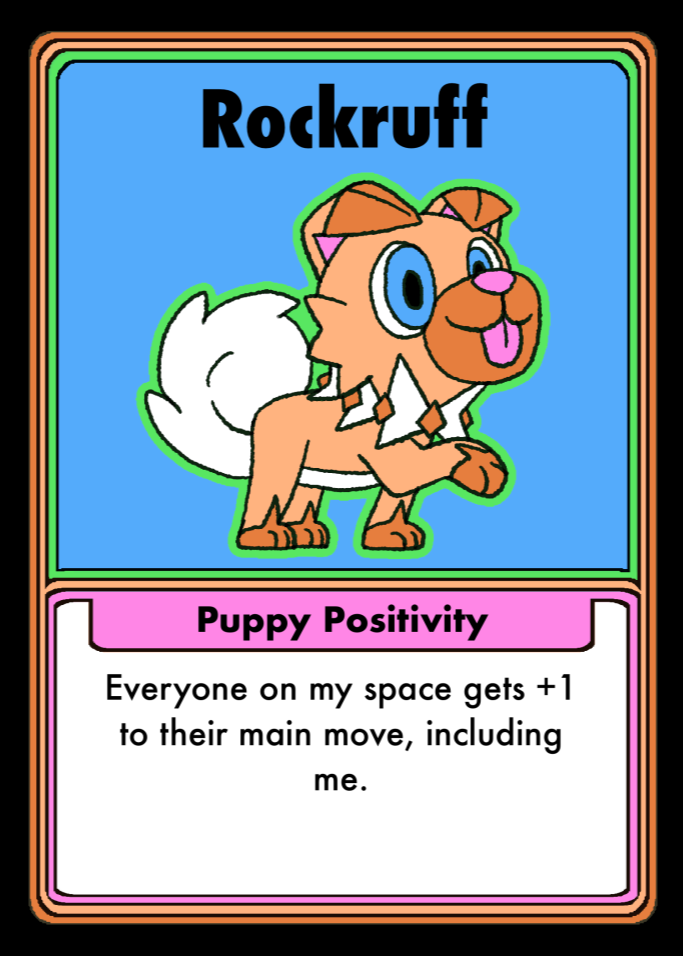 Rockruff
Puppy Positivity
Everyone on my space gets +1
to their main move, including
me.